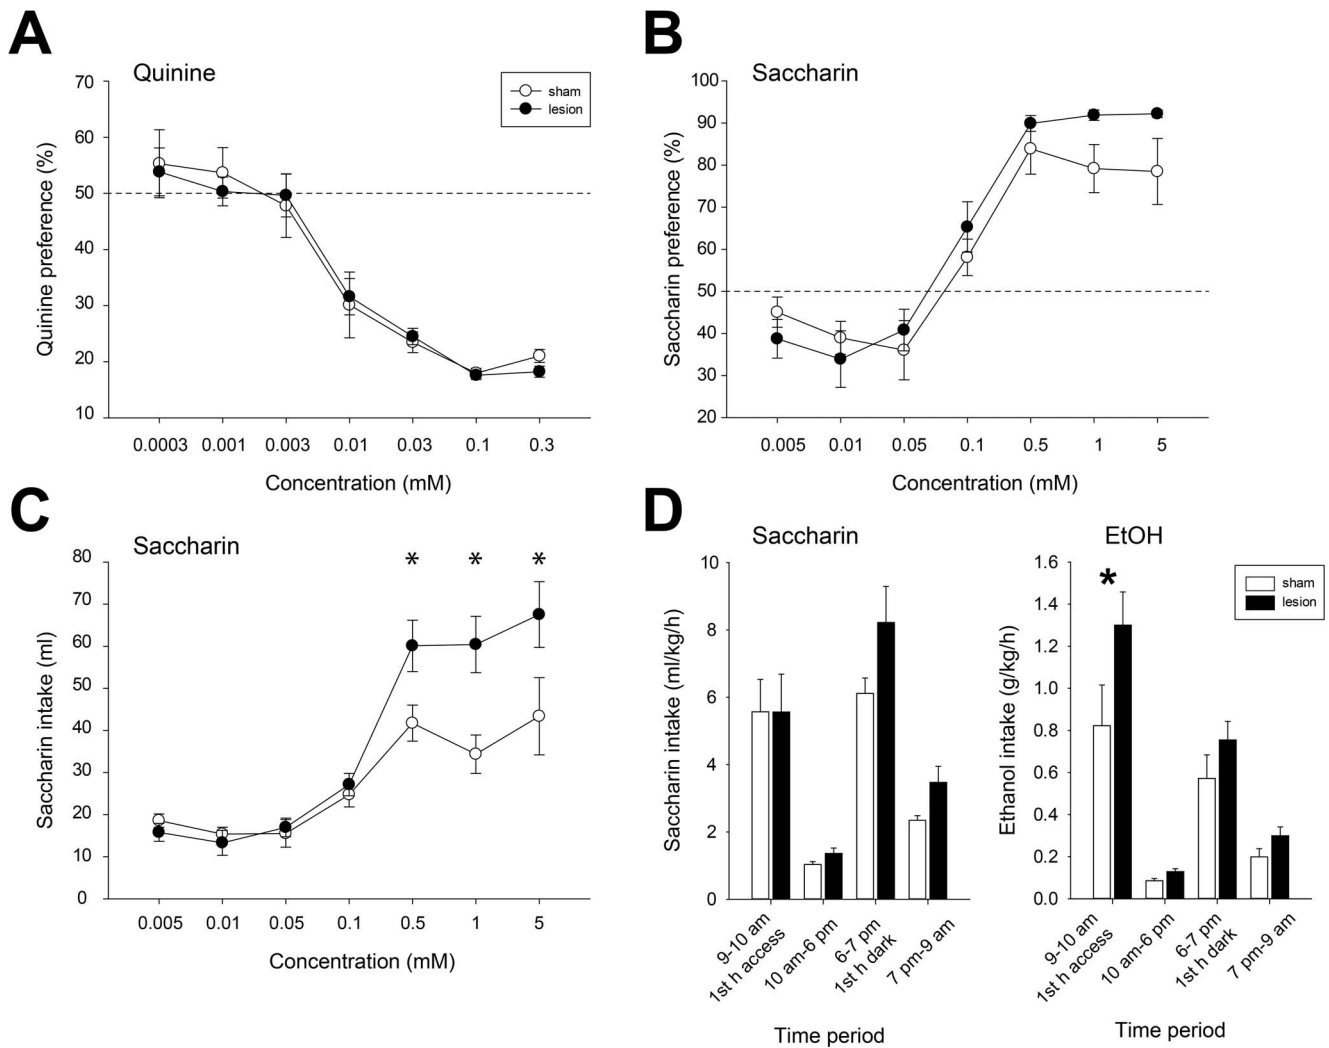 A
Quinine
sham
lesion
70
60
50
40
30
20
10
Quinine preference (%)
0.0003 0.001 0.003 0.01 0.03 0.1 0.3
Concentration (mM)
B
Saccharin
100
90
80
70
60
50
40
30
20
Saccharin preference (%)
0.005 0.01 0.05 0.1 0.5 1 5
Concentration (mM)
C
Saccharin
* * *
80
70
60
50
40
30
20
10
0
Saccharin intake (ml)
0.005 0.01 0.05 0.1 0.5 1 5
Concentration (mM)
D
Saccharin
10
8
6
4
2
0
Saccharin intake (ml/kg/h)
9-10 am
1st h access
10 am-6 pm
6-7 pm
1st h dark
7 pm-9 am
Time period
EtOH
*
sham
lesion
1.6
1.4
1.2
1.0
0.8
0.6
0.4
0.2
0.0
Ethanol intake (g/kg/h)
9-10 am
1st h access
10 am-6 pm
6-7 pm
1st h dark
7 pm-9 am
Time period